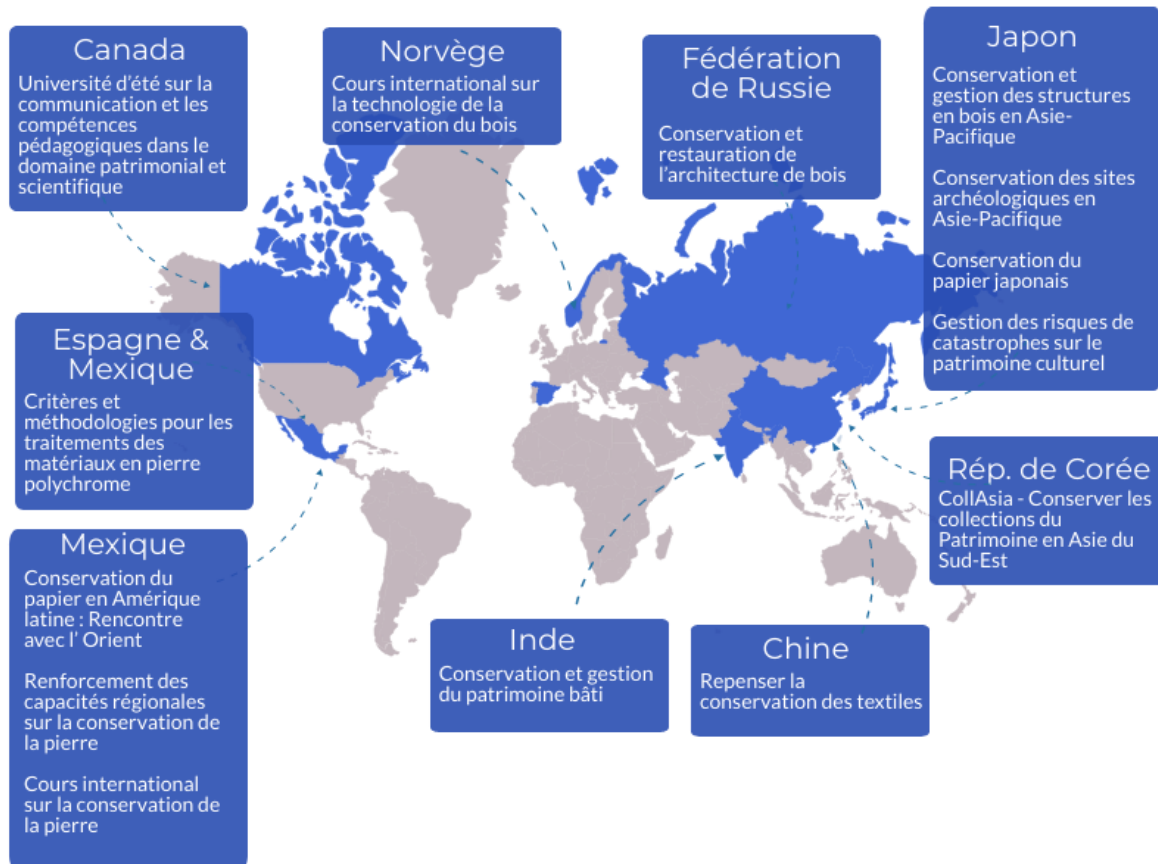 Canada
Université d'été sur la
communication et les
compétences
pédagogiques dans le
domaine patrimonial et
scientifique
Norvège
Cours international sur
la technologie de la
conservation du bois
Fédération
de Russie
Conservation et
restauration de
l'architecture de bois
Japon
Conservation et
gestion des structures
en bois en Asie-
Pacifique
Conservation des sites
archéologiques en
Asie-Pacifique
Conservation du
papier japonais
Gestion des risques de
catastrophes sur le
patrimoine culturel
Espagne &
Mexique
Critères et
méthodologies pour les
traitements des
matériaux en pierre
polychrome
Rép. de Corée
CollAsia - Conserver les
collections du
Patrimoine en Asie du
Sud-Est
Mexique
Conservation du
papier en Amérique
latine : Rencontre
avec l' Orient
Renforcement des
capacités régionales
sur la conservation de
la pierre
Cours international
sur la conservation de
la pierre
Inde
Conservation et gestion
du patrimoine bâti
Chine
Repenser la
conservation des textiles